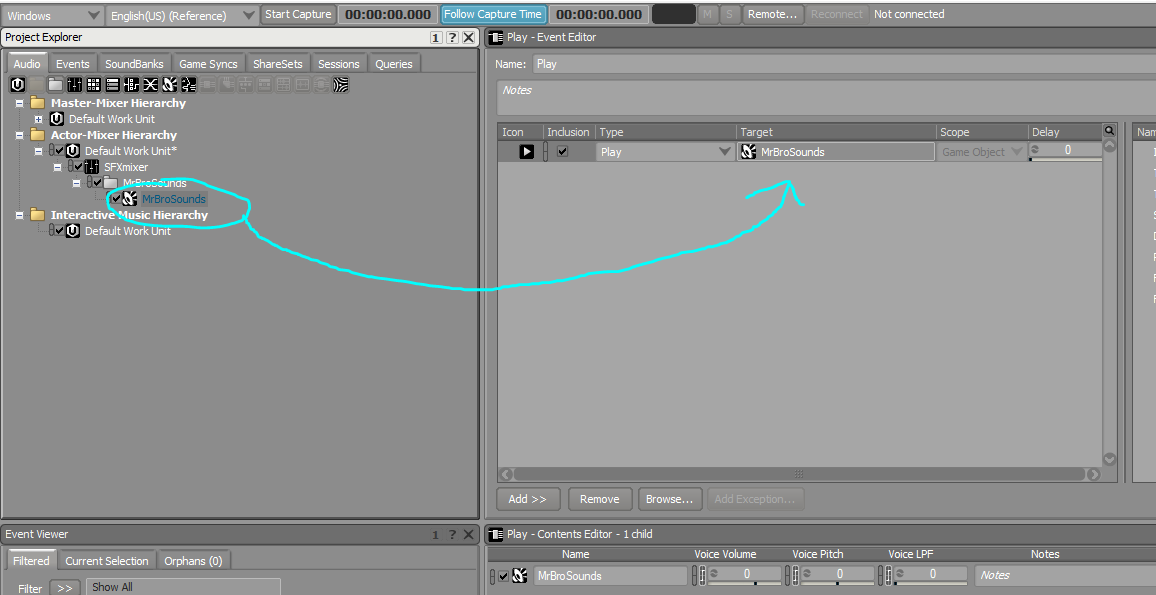 Windows English(US) (Reference) Start Capture 00:00:00.000 Follow Capture Time 00:00:00.000 M S Remote... Reconnect Not connected
Project Explorer 1 ?
Audio Events SoundBanks Game Syncs ShareSets Sessions Queries
Master-Mixer Hierarchy
Default Work Unit
Actor-Mixer Hierarchy
Default Work Unit*
SFXmixer
MrBroSounds
MrBroSounds
Interactive Music Hierarchy
Default Work Unit
Play - Event Editor
Name: Play
Notes
Icon Inclusion Type Target Scope Delay
Play MrBroSounds Game Object 0
Add >> Remove Browse... Add Exception...
Event Viewer 1 ?
Filtered Current Selection Orphans (0)
Filter >> Show All
Play - Contents Editor - 1 child
Name Voice Volume Voice Pitch Voice LPF Notes
MrBroSounds 0 0 0 Notes